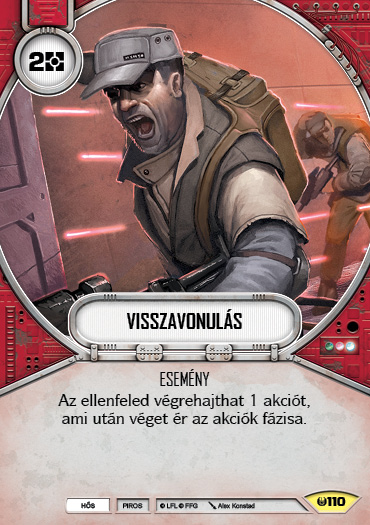 2
VISSZAVONULÁS
ESEMÉNY
Az ellenfeled végrehajthat 1 akciót,
ami után véget ér az akciók fázisa.
HŐS PIROS © LFL © FFG Alex Konstad 110